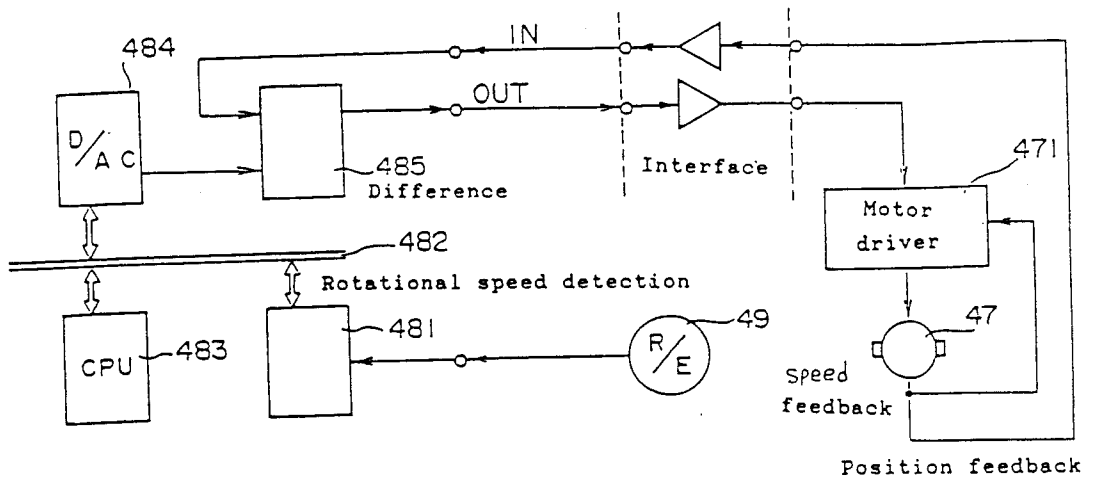 484
IN
D/A C
OUT
485
Difference
Interface
471
Motor
driver
482
Rotational speed detection
CPU
483
481
R/E
49
47
speed
feedback
Position feedback